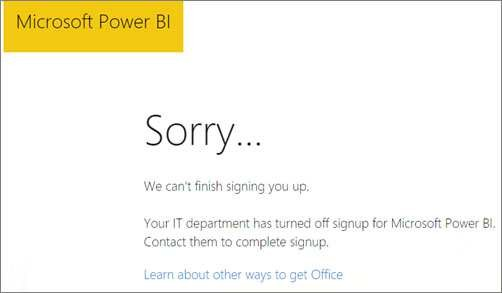 Microsoft Power BI
Sorry...
We can't finish signing you up.
Your IT department has turned off signup for Microsoft Power BI.
Contact them to complete signup.
Learn about other ways to get Office